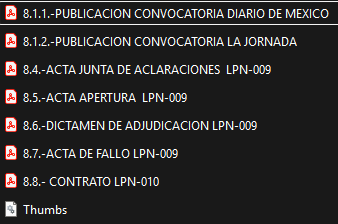 8.1.1.-PUBLICACION CONVOCATORIA DIARIO DE MEXICO
8.1.2.-PUBLICACION CONVOCATORIA LA JORNADA
8.4.-ACTA JUNTA DE ACLARACIONES  LPN-009
8.5.-ACTA APERTURA  LPN-009
8.6.-DICTAMEN DE ADJUDICACION LPN-009
8.7.-ACTA DE FALLO LPN-009
8.8.- CONTRATO LPN-010
Thumbs